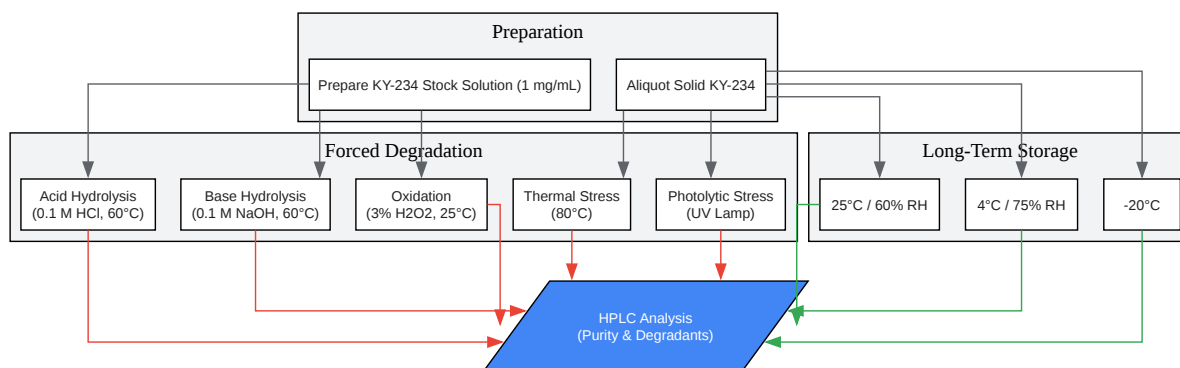 Preparation
Prepare KY-234 Stock Solution (1 mg/mL)
Aliquot Solid KY-234
Forced Degradation
Long-Term Storage
Acid Hydrolysis
(0.1 M HCl, 60°C)
Base Hydrolysis
(0.1 M NaOH, 60°C)
Oxidation
(3% H2O2, 25°C)
Thermal Stress
(80°C)
Photolytic Stress
(UV Lamp)
25°C / 60% RH
4°C / 75% RH
-20°C
HPLC Analysis
(Purity & Degradants)